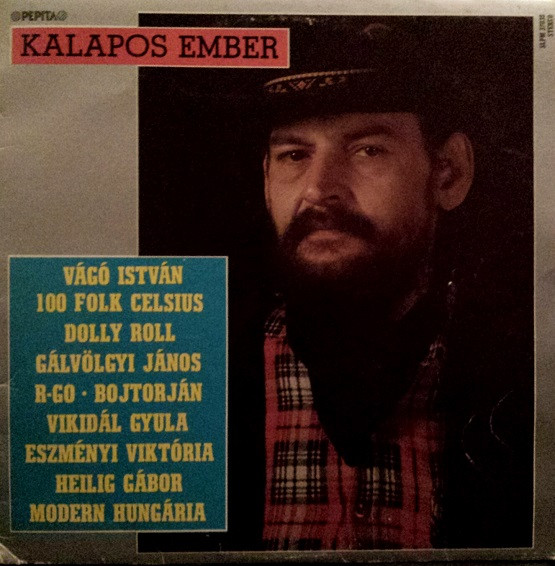 PEPITA
KALAPOS EMBER
VÁGÓ ISTVÁN
100 FOLK CELSIUS
DOLLY ROLL
GÁLVÖLGYI JÁNOS
R-GO · BOJTORJÁN
VIKIDÁL GYULA
ESZMÉNYI VIKTÓRIA
HEILIG GÁBOR
MODERN HUNGÁRIA
STEREO